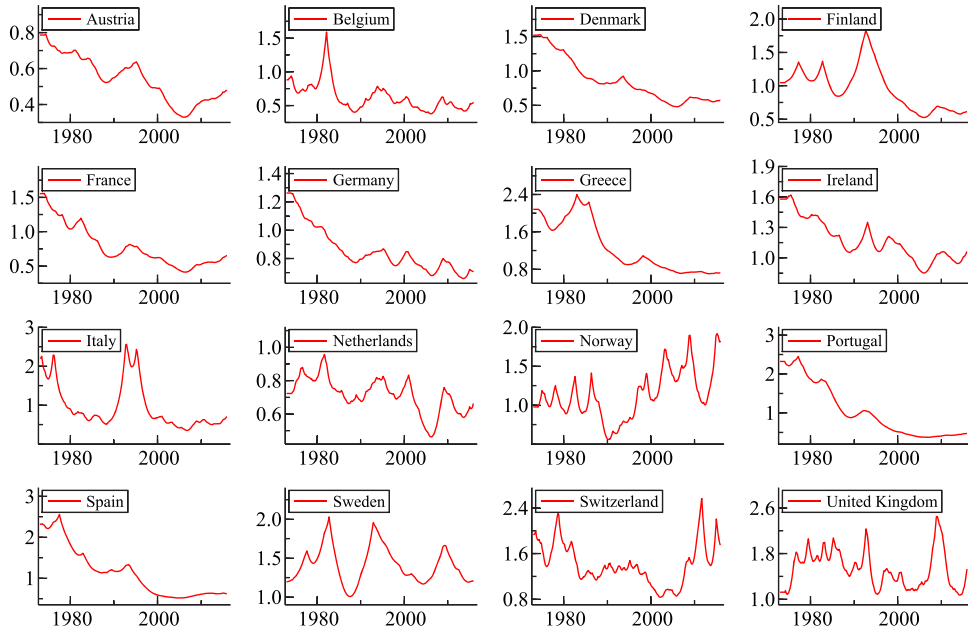 Austria Belgium Denmark Finland
0.8 1.5 1.5 2.0
0.6 1.0 1.0 1.5
0.4 0.5 0.5 1.0
0.5
1980 2000 1980 2000 1980 2000 1980 2000
France Germany Greece Ireland
1.5 1.4 2.4 1.9
1.2 1.6
1.0 1.0 1.6 1.3
0.5 0.8 0.8 1.0
1980 2000 1980 2000 1980 2000 1980 2000
Italy Netherlands Norway Portugal
3 1.0 2.0 3
2 0.8 1.5 2
1 0.6 1.0 1
1980 2000 1980 2000 1980 2000 1980 2000
Spain Sweden Switzerland United Kingdom
3 2.0 2.4 2.6
2 1.5 1.6 1.8
1 1.0 0.8 1.0
1980 2000 1980 2000 1980 2000 1980 2000